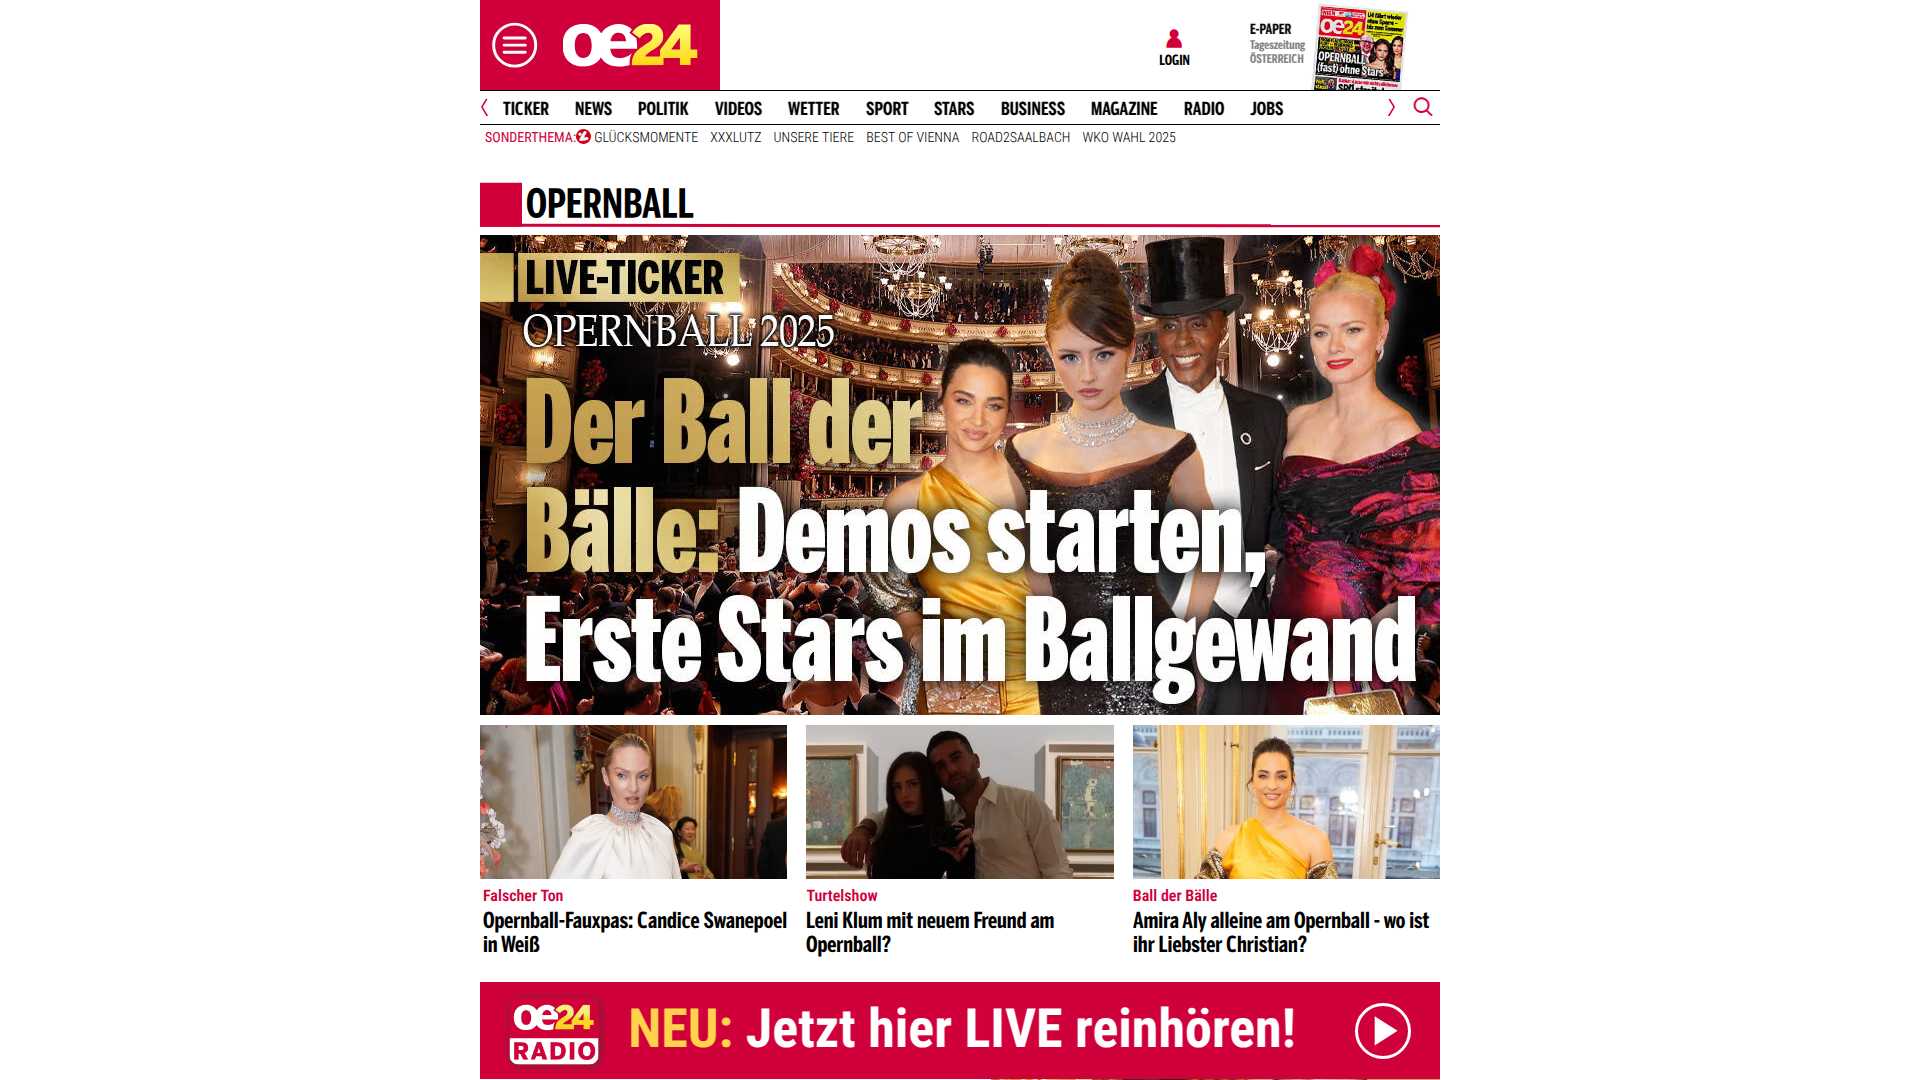 oe24
LOGIN
E-PAPER
Tageszeitung
ÖSTERREICH
oe24
OPERNBALL
(fast) ohne Stars
TICKER NEWS POLITIK VIDEOS WETTER SPORT STARS BUSINESS MAGAZINE RADIO JOBS
SONDERTHEMA: GLÜCKSMOMENTE XXXLUTZ UNSERE TIERE BEST OF VIENNA ROAD2SAALBACH WKO WAHL 2025
OPERNBALL
LIVE-TICKER
OPERNBALL 2025
Der Ball der
Bälle: Demos starten,
Erste Stars im Ballgewand
Falscher Ton
Opernball-Fauxpas: Candice Swanepoel
in Weiß
Turtelshow
Leni Klum mit neuem Freund am
Opernball?
Ball der Bälle
Amira Aly alleine am Opernball - wo ist
ihr Liebster Christian?
oe24
RADIO
NEU: Jetzt hier LIVE reinhören!